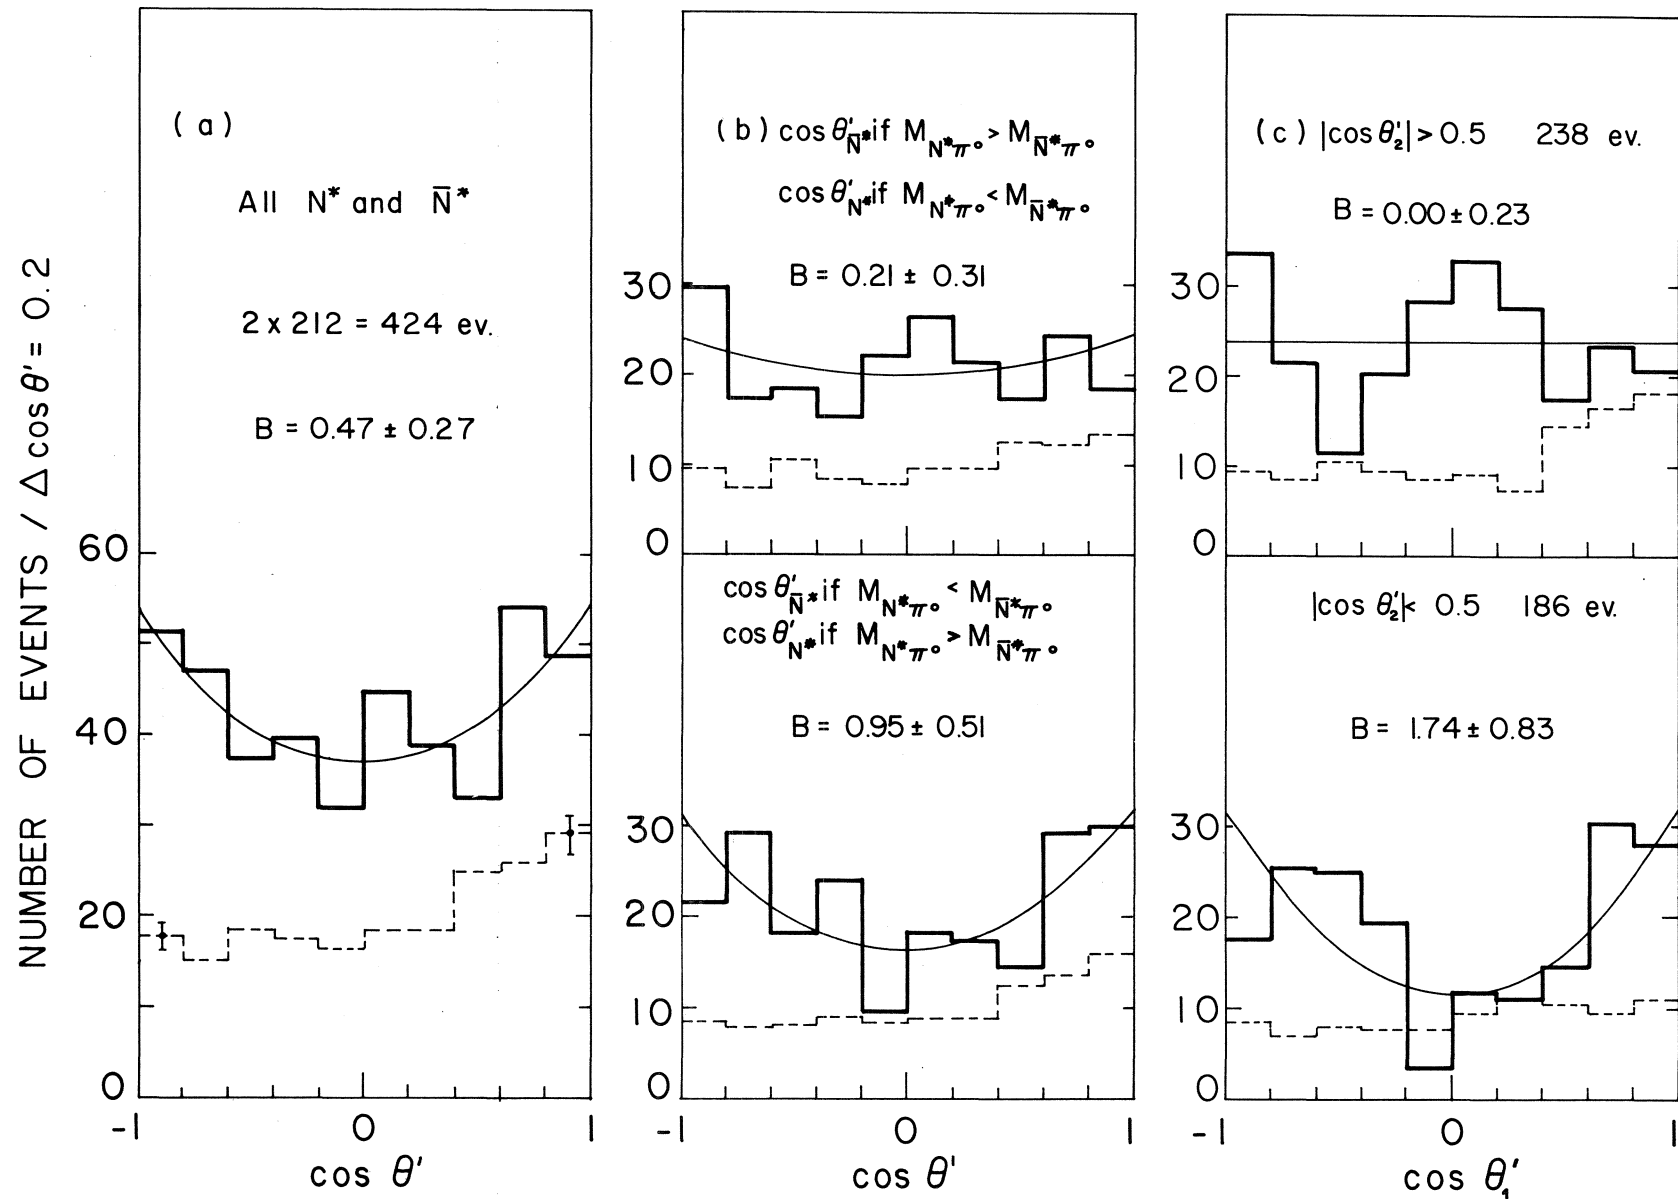 NUMBER OF EVENTS / Δcosθ' = 0.2
(a)
All N* and N̅*
2 x 212 = 424 ev.
B = 0.47 ± 0.27
60
40
20
0
-1 0 1
cos θ'
(b) cos θ'N̅* if MN*π° > MN̅*π°
cos θ'N* if MN*π° < MN̅*π°
B = 0.21 ± 0.31
30
20
10
0
cos θ'N̅* if MN*π° < MN̅*π°
cos θ'N* if MN*π° > MN̅*π°
B = 0.95 ± 0.51
30
20
10
0
-1 0 1
cos θ'
(c) |cos θ'2| > 0.5 238 ev.
B = 0.00 ± 0.23
30
20
10
0
|cos θ'2| < 0.5 186 ev.
B = 1.74 ± 0.83
30
20
10
0
-1 0 1
cos θ'1